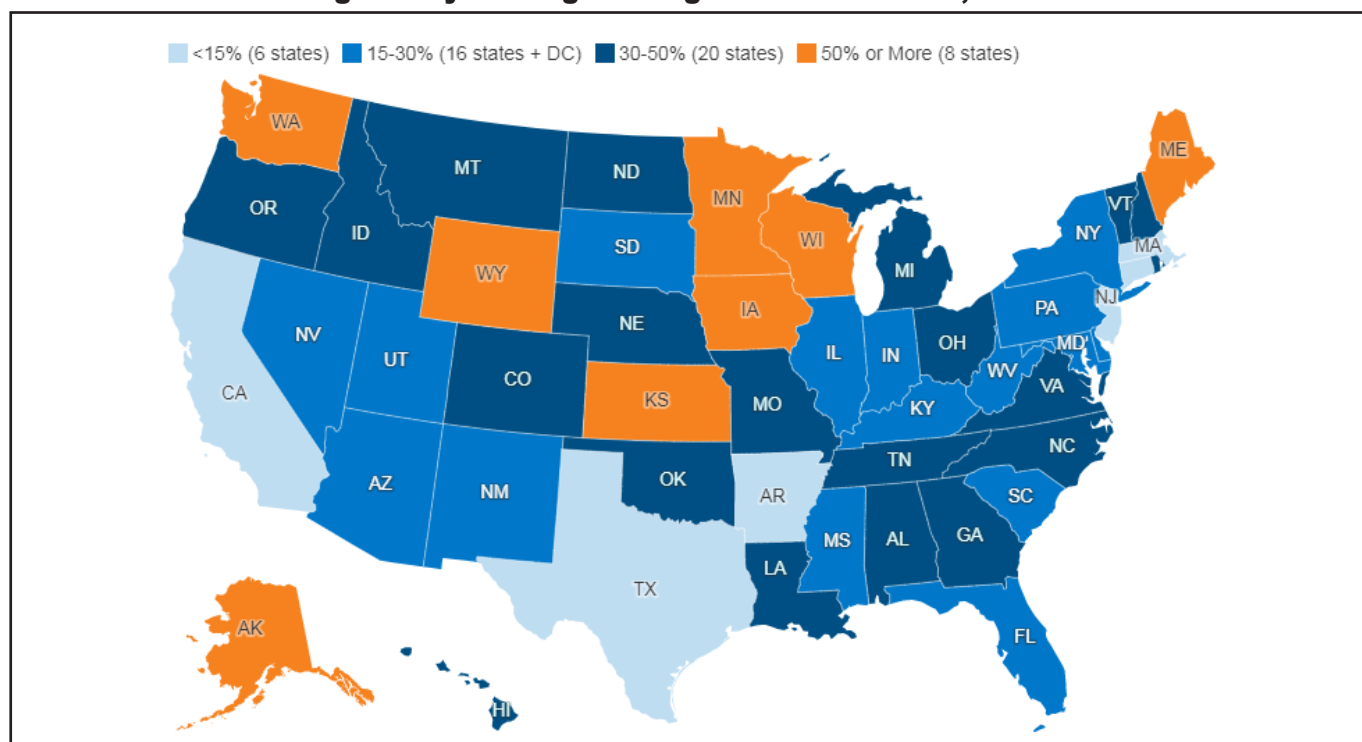 <15% (6 states) 15-30% (16 states + DC) 30-50% (20 states) 50% or More (8 states)
WA
MT
ND
MN
ME
OR
ID
SD
WI
VT
NY
MA
WY
MI
IA
NE
PA
NJ
NV
UT
CO
IL
IN
OH
MD
WV
VA
CA
KS
MO
KY
NC
TN
AZ
NM
OK
AR
SC
MS
AL
GA
LA
TX
FL
AK
HI